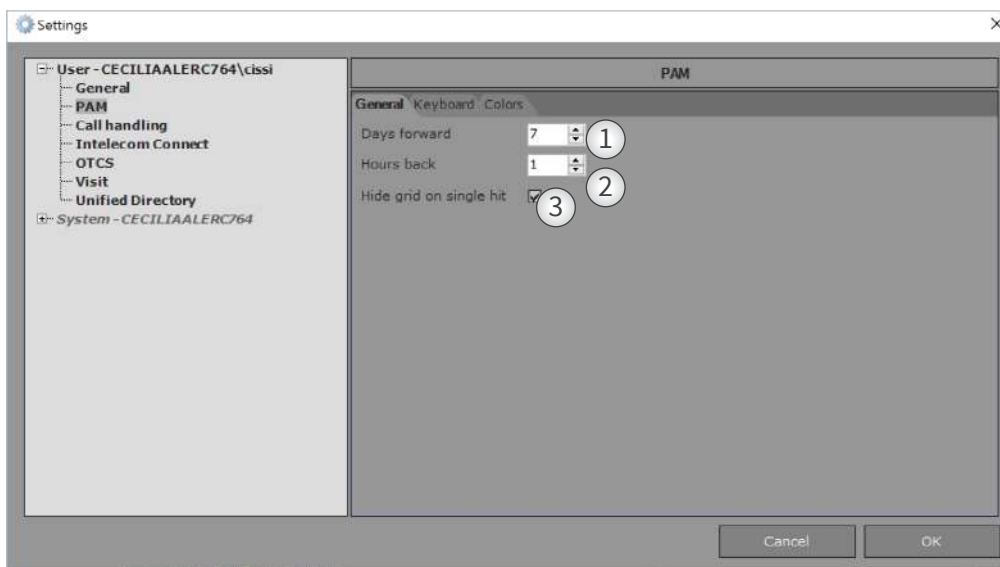 Settings
User - CECILIAALERC764\cissi
General
PAM
Call handling
Intelecom Connect
OTCS
Visit
Unified Directory
System - CECILIAALERC764
PAM
General Keyboard Colors
Days forward 7 1
Hours back 1 2
Hide grid on single hit 3
Cancel OK